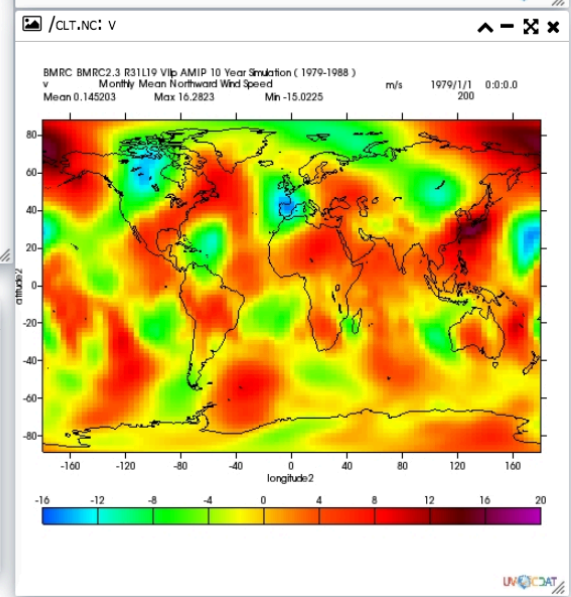 /CLT.NC: V
BMRC BMRC2.3 R31L19 VIIp AMIP 10 Year Simulation ( 1979-1988 )
v Monthly Mean Northward Wind Speed m/s 1979/1/1 0:0:0.0
Mean 0.145203 Max 16.2823 Min -15.0225 200
80
60
40
20
0
-20
-40
-60
-80
latitude2
-160 -120 -80 -40 0 40 80 120 160
longitude2
-16 -12 -8 -4 0 4 8 12 16 20
UV CDAT